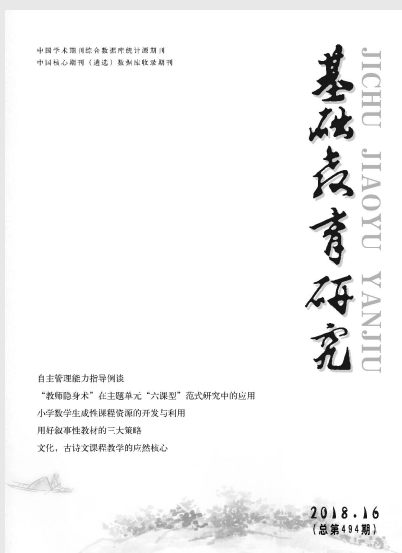 中国学术期刊综合数据库统计源期刊
中国核心期刊（遴选）数据库收录期刊
基础教育研究
JICHU JIAOYU YANJIU
自主管理能力指导例谈
“教师隐身术”在主题单元“六课型”范式研究中的应用
小学数学生成性课程资源的开发与利用
用好叙事性教材的三大策略
文化，古诗文课程教学的应然核心
2018.16
(总第494期)